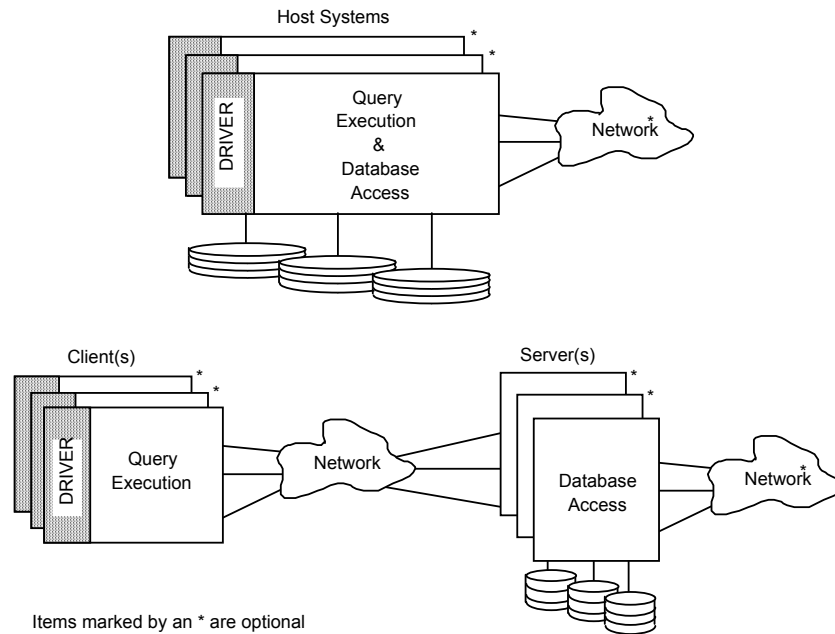 Host Systems
*
*
DRIVER
Query
Execution
&
Database
Access
Network*
Client(s)
*
*
DRIVER
Query
Execution
Network
Server(s)
*
*
Database
Access
Network*
Items marked by an * are optional